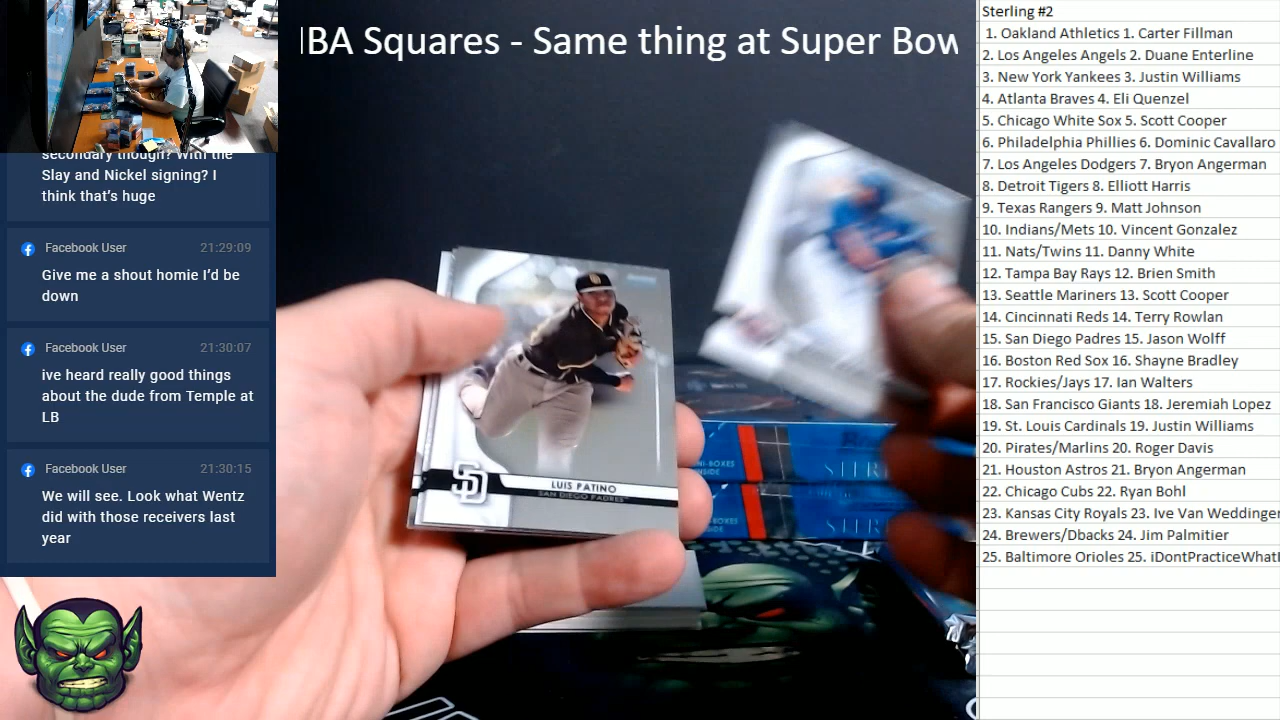 IBA Squares - Same thing at Super Bow
secondary though? With the
Slay and Nickel signing? I
think that's huge
Facebook User 21:29:09
Give me a shout homie I'd be
down
Facebook User 21:30:07
ive heard really good things
about the dude from Temple at
LB
Facebook User 21:30:15
We will see. Look what Wentz
did with those receivers last
year
SD
LUIS PATINO
SAN DIEGO PADRES
Sterling #2
1. Oakland Athletics 1. Carter Fillman
2. Los Angeles Angels 2. Duane Enterline
3. New York Yankees 3. Justin Williams
4. Atlanta Braves 4. Eli Quenzel
5. Chicago White Sox 5. Scott Cooper
6. Philadelphia Phillies 6. Dominic Cavallaro
7. Los Angeles Dodgers 7. Bryon Angerman
8. Detroit Tigers 8. Elliott Harris
9. Texas Rangers 9. Matt Johnson
10. Indians/Mets 10. Vincent Gonzalez
11. Nats/Twins 11. Danny White
12. Tampa Bay Rays 12. Brien Smith
13. Seattle Mariners 13. Scott Cooper
14. Cincinnati Reds 14. Terry Rowlan
15. San Diego Padres 15. Jason Wolff
16. Boston Red Sox 16. Shayne Bradley
17. Rockies/Jays 17. Ian Walters
18. San Francisco Giants 18. Jeremiah Lopez
19. St. Louis Cardinals 19. Justin Williams
20. Pirates/Marlins 20. Roger Davis
21. Houston Astros 21. Bryon Angerman
22. Chicago Cubs 22. Ryan Bohl
23. Kansas City Royals 23. Ive Van Weddinger
24. Brewers/Dbacks 24. Jim Palmitier
25. Baltimore Orioles 25. iDontPracticeWhatI